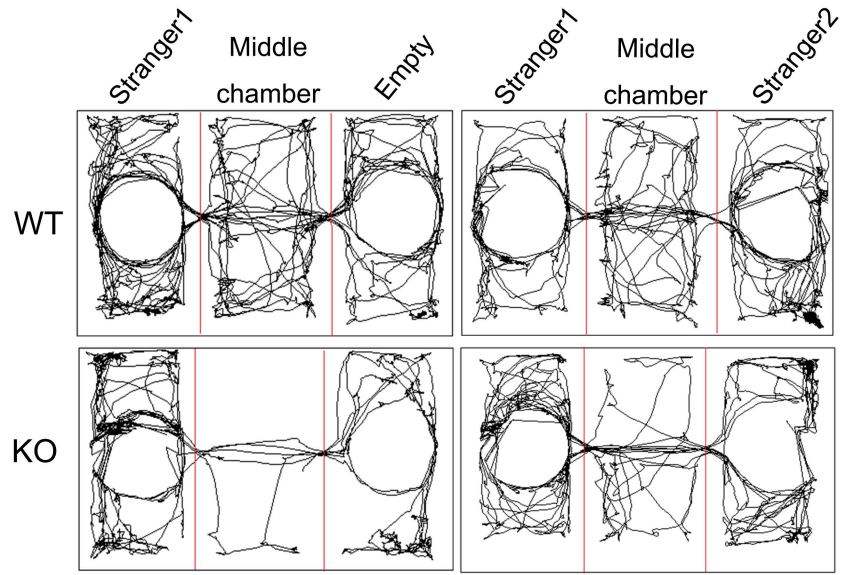 Stranger1
Middle
chamber
Empty
Stranger1
Middle
chamber
Stranger2
WT
KO